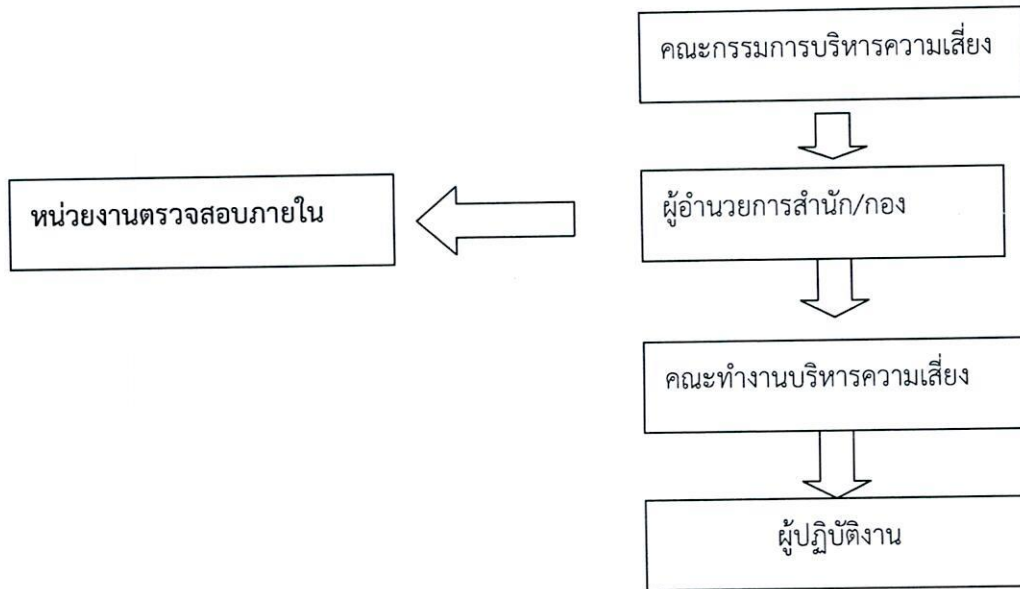 คณะกรรมการบริหารความเสี่ยง
หน่วยงานตรวจสอบภายใน
ผู้อำนวยการสำนัก/กอง
คณะทำงานบริหารความเสี่ยง
ผู้ปฏิบัติงาน